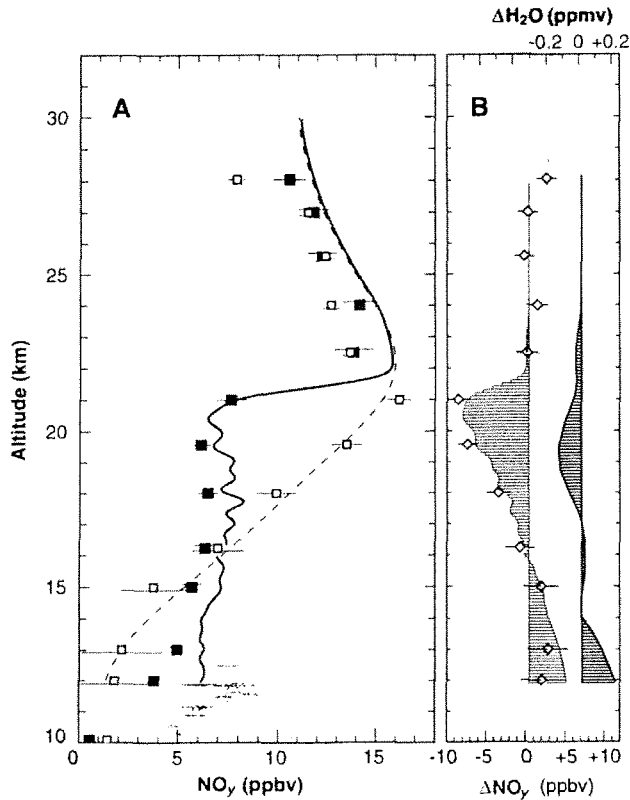 ΔH₂O (ppmv)
-0.2 0 +0.2
A
B
30
25
20
15
10
Altitude (km)
0 5 10 15
-10 -5 0 +5 +10
NOy (ppbv)
ΔNOy (ppbv)